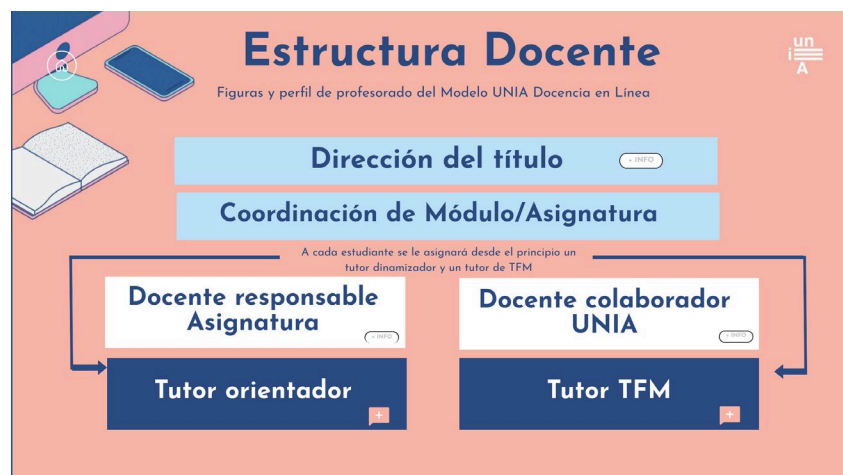 Estructura Docente
un
i
A
Figuras y perfil de profesorado del Modelo UNIA Docencia en Línea
Dirección del título
+ INFO
Coordinación de Módulo/Asignatura
A cada estudiante se le asignará desde el principio un
tutor dinamizador y un tutor de TFM
Docente responsable
Asignatura
+ INFO
Docente colaborador
UNIA
+ INFO
Tutor orientador
+
Tutor TFM
+